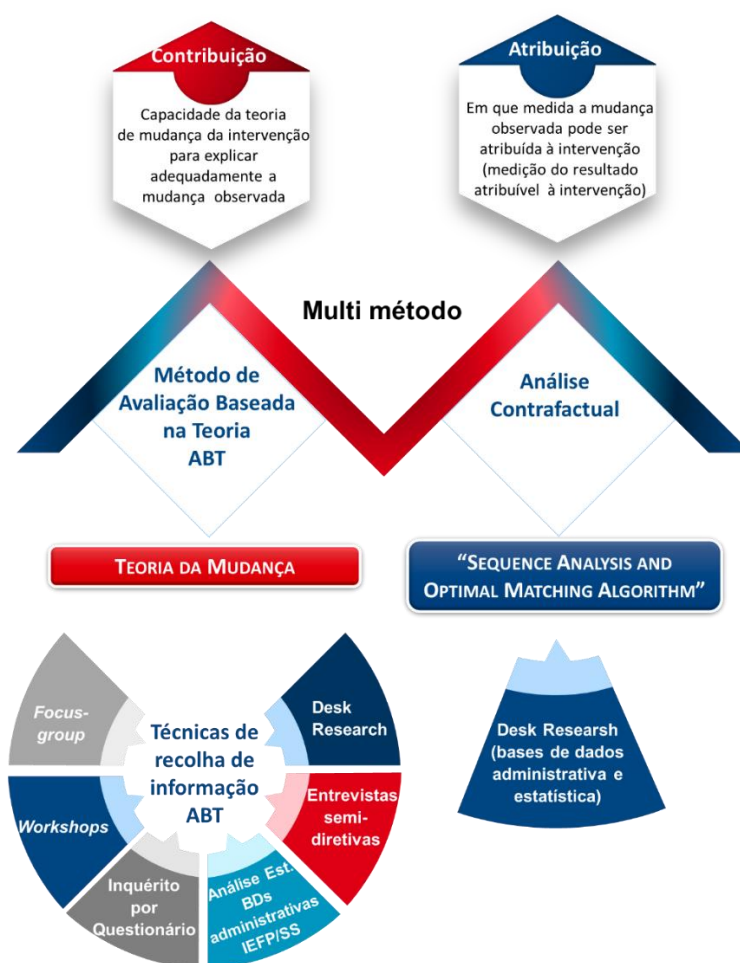 Contribuição
Capacidade da teoria
de mudança da intervenção
para explicar
adequadamente a
mudança observada
Atribuição
Em que medida a mudança
observada pode ser
atribuída à intervenção
(medição do resultado
atribuível à intervenção)
Multi método
Método de
Avaliação Baseada
na Teoria
ABT
Análise
Contrafactual
TEORIA DA MUDANÇA
“SEQUENCE ANALYSIS AND
OPTIMAL MATCHING ALGORITHM”
Focus-
group
Workshops
Inquérito
por
Questionário
Análise Est.
BDs
administrativas
IEFP/SS
Entrevistas
semi-
diretivas
Desk
Research
Técnicas de
recolha de
informação
ABT
Desk Researsh
(bases de dados
administrativa e
estatística)